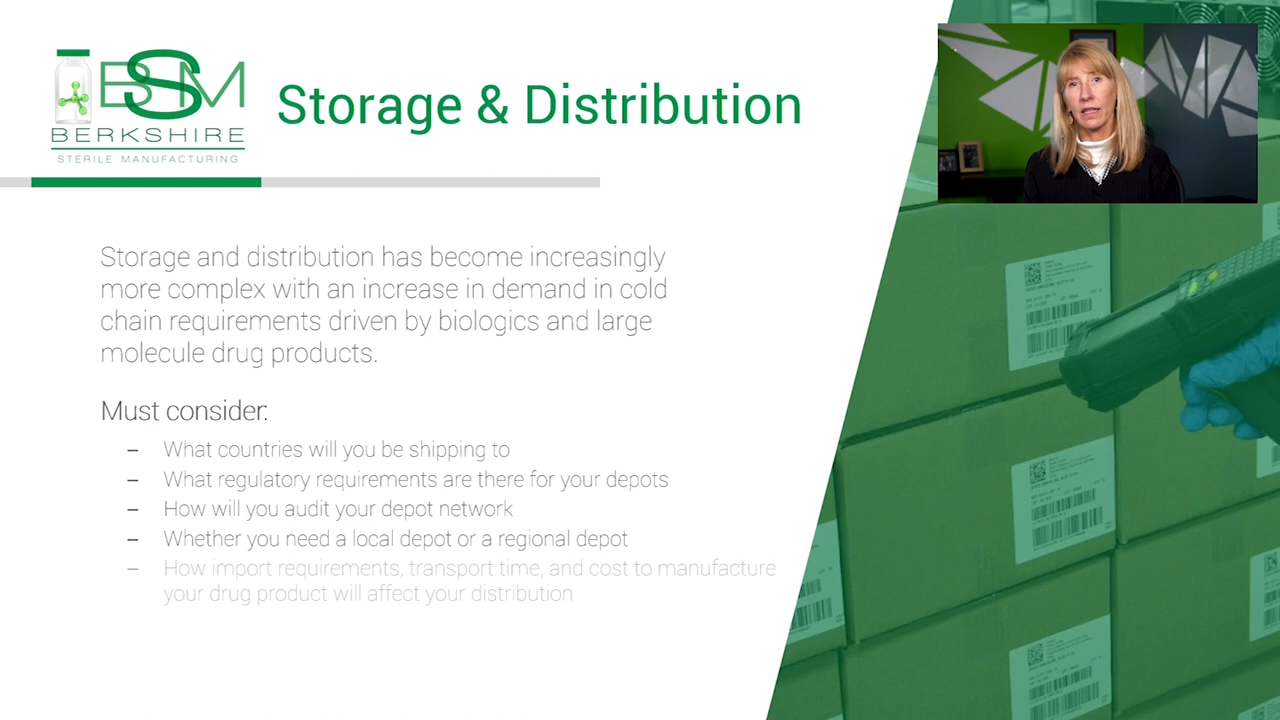 BSM
BERKSHIRE
STERILE MANUFACTURING
Storage & Distribution
Storage and distribution has become increasingly
more complex with an increase in demand in cold
chain requirements driven by biologics and large
molecule drug products.
Must consider:
– What countries will you be shipping to
– What regulatory requirements are there for your depots
– How will you audit your depot network
– Whether you need a local depot or a regional depot
– How import requirements, transport time, and cost to manufacture
your drug product will affect your distribution